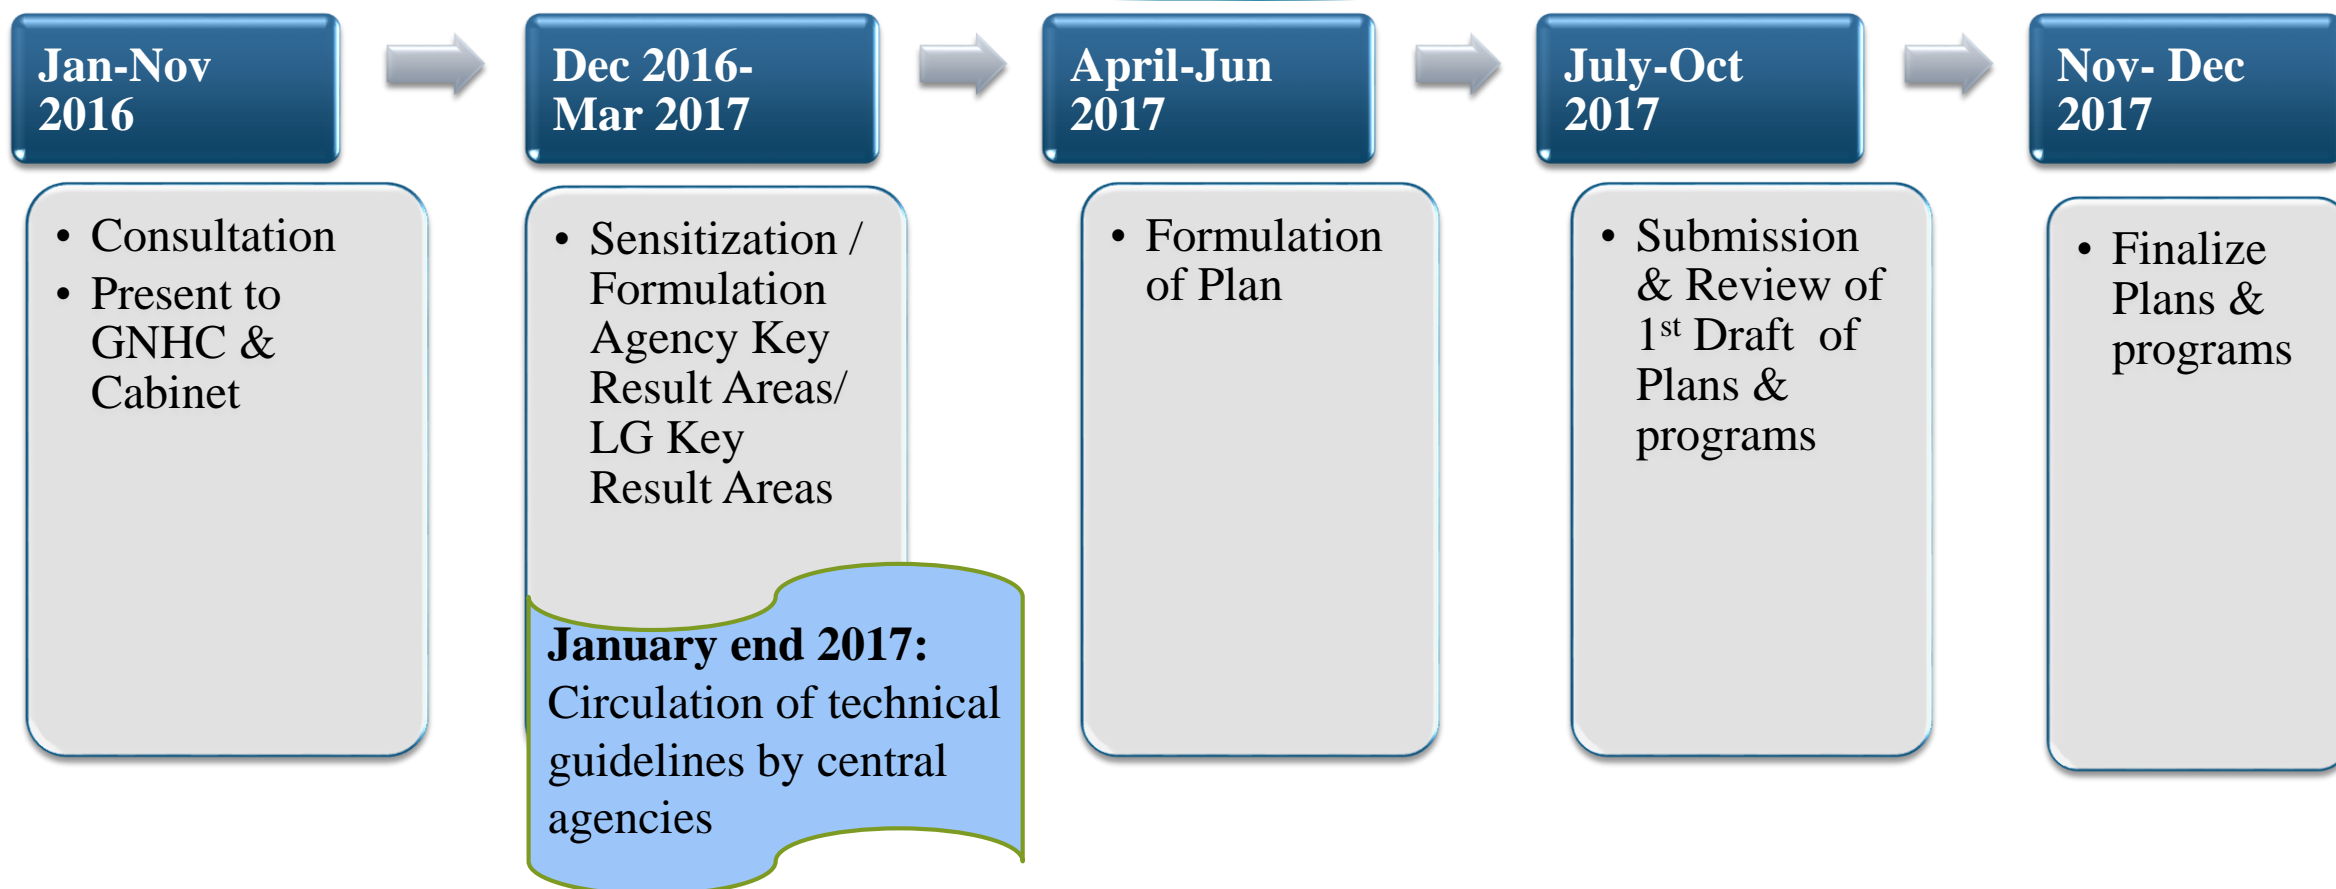 Jan-Nov
2016
Dec 2016-
Mar 2017
April-Jun
2017
July-Oct
2017
Nov- Dec
2017
• Consultation
• Present to
GNHC &
Cabinet
• Sensitization /
Formulation
Agency Key
Result Areas/
LG Key
Result Areas
January end 2017:
Circulation of technical
guidelines by central
agencies
• Formulation
of Plan
• Submission
& Review of
1st Draft of
Plans &
programs
• Finalize
Plans &
programs